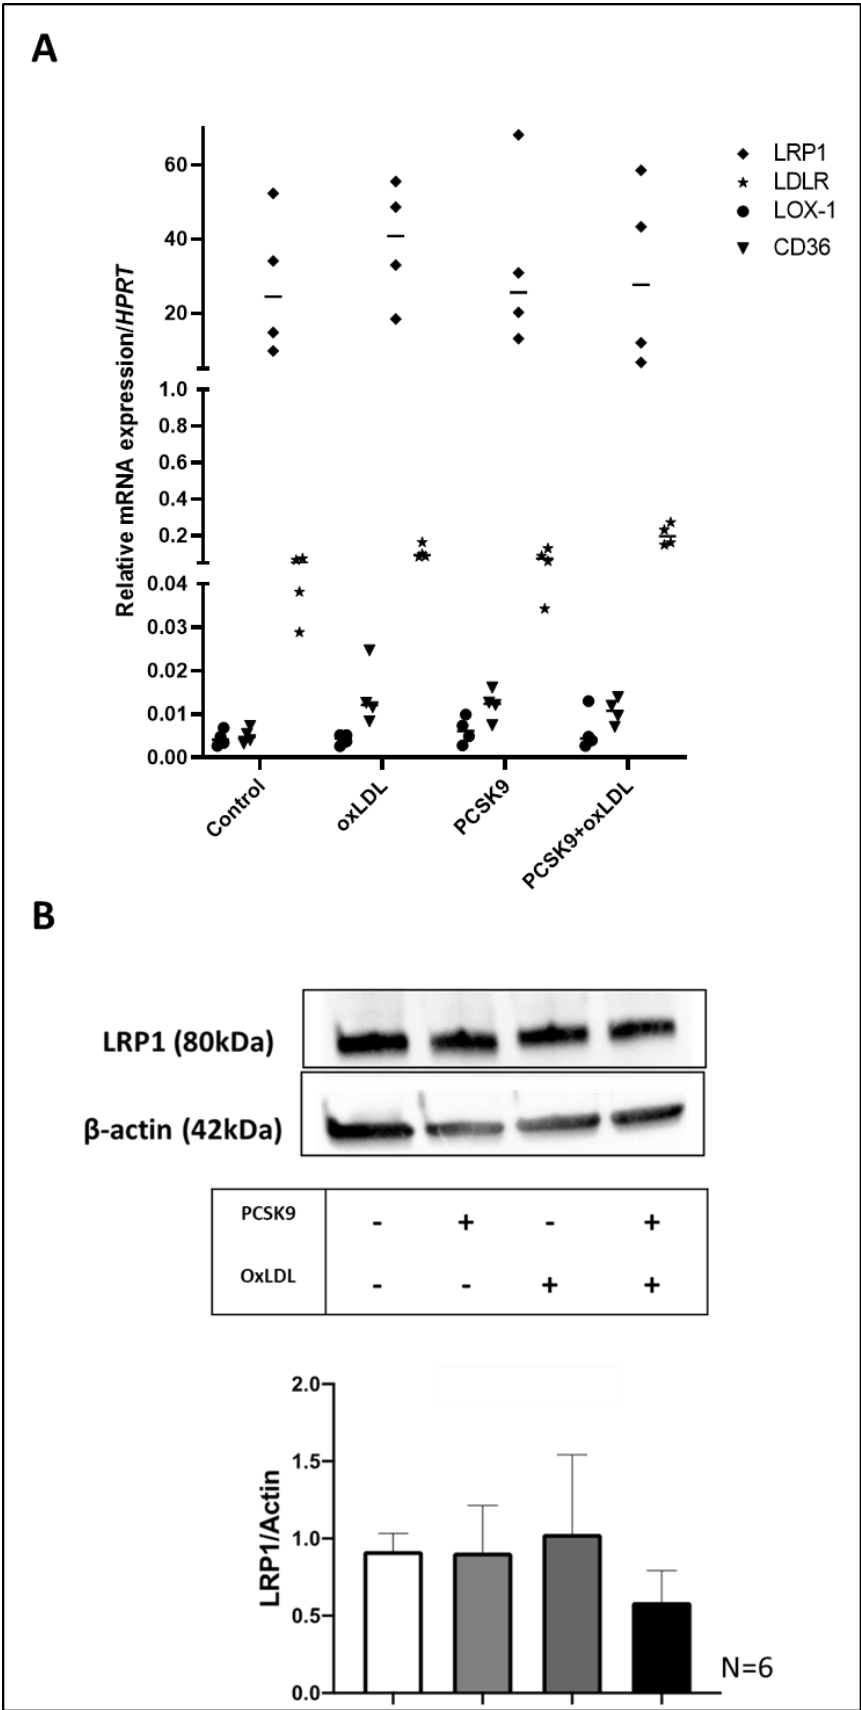 A
LRP1
LDLR
LOX-1
CD36
Relative mRNA expression/HPRT
60
40
20
1.0
0.8
0.6
0.4
0.2
0.04
0.03
0.02
0.01
0.00
Control
oxLDL
PCSK9
PCSK9+oxLDL
B
LRP1 (80kDa)
β-actin (42kDa)
PCSK9 - + - +
OxLDL - - + +
LRP1/Actin
2.0
1.5
1.0
0.5
0.0
N=6